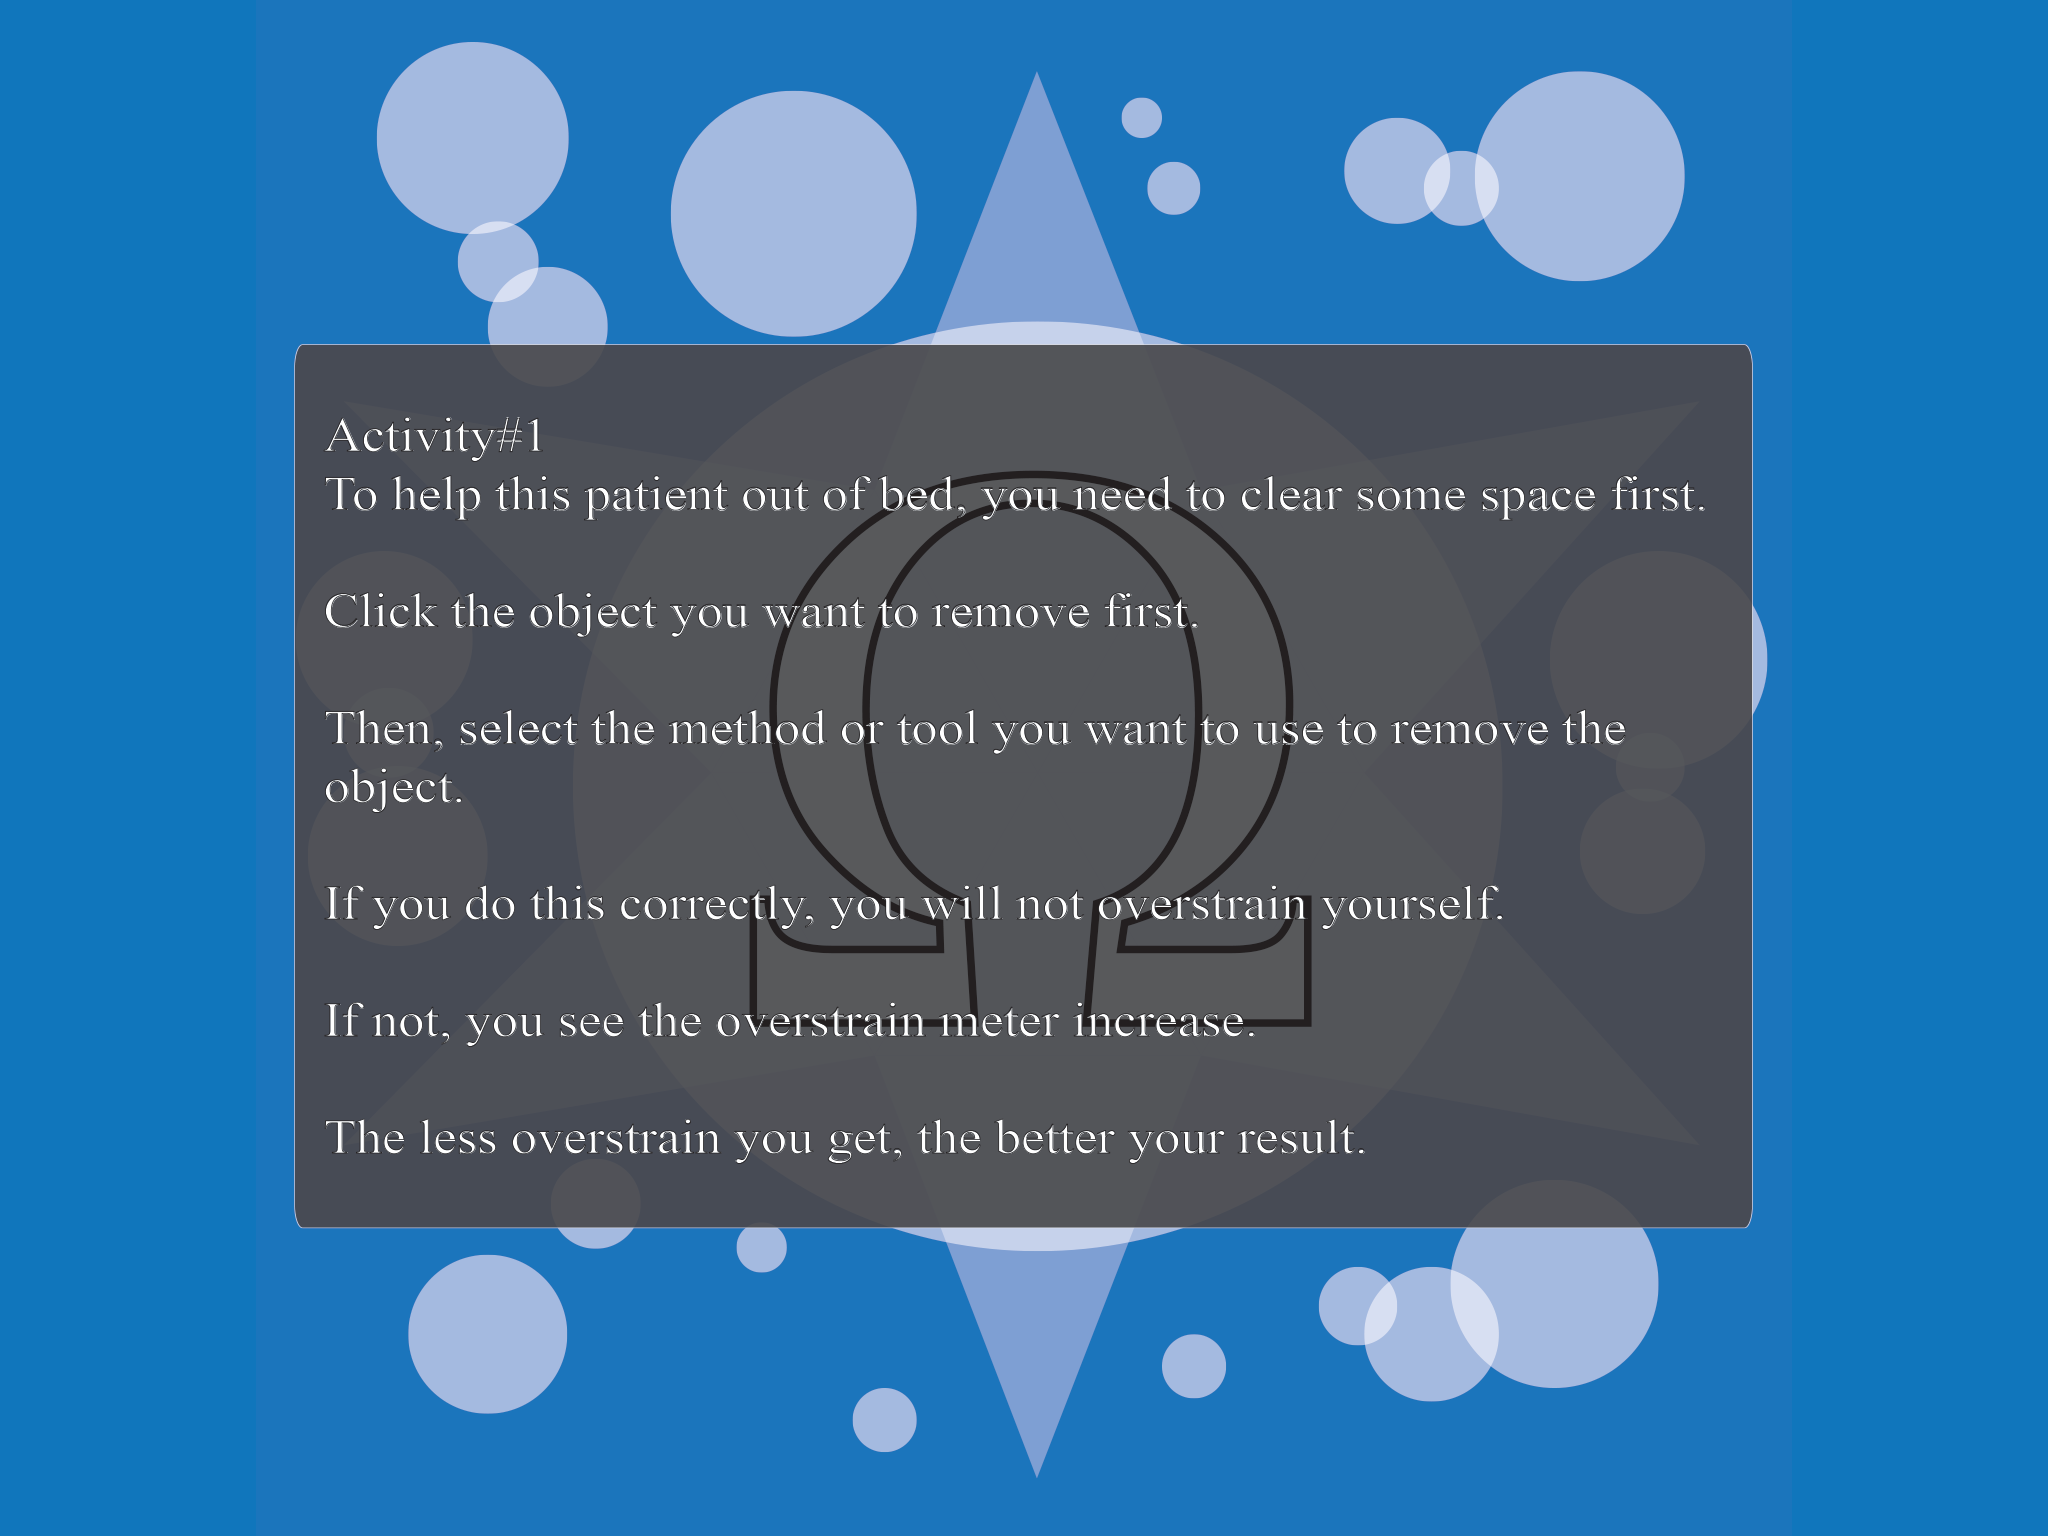 Activity#1
To help this patient out of bed, you need to clear some space first.
Click the object you want to remove first.
Then, select the method or tool you want to use to remove the
object.
If you do this correctly, you will not overstrain yourself.
If not, you see the overstrain meter increase.
The less overstrain you get, the better your result.
Ω